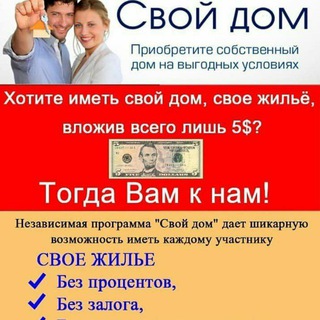 Свой дом
Приобретите собственный
дом на выгодных условиях
Хотите иметь свой дом, свое жильё,
вложив всего лишь 5$?
Тогда Вам к нам!
Независимая программа "Свой дом" дает шикарную
возможность иметь каждому участнику
СВОЕ ЖИЛЬЕ
Без процентов,
Без залога,